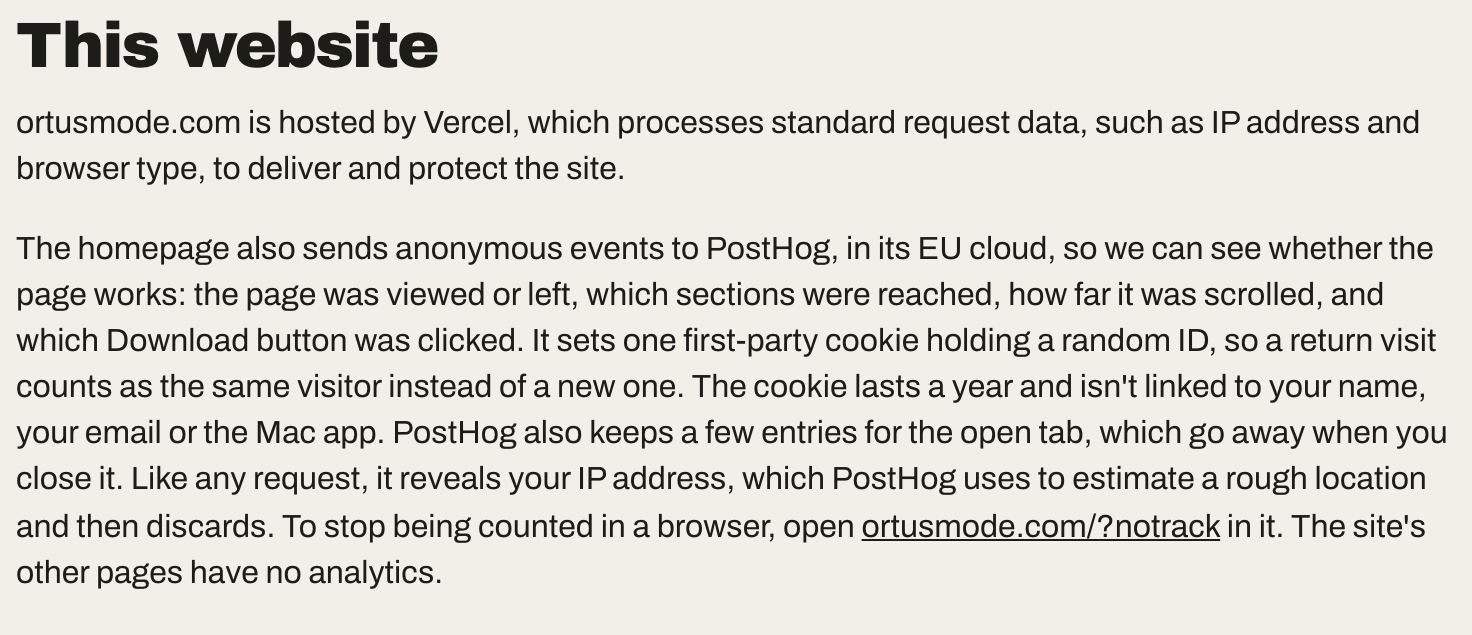 This website
ortusmode.com is hosted by Vercel, which processes standard request data, such as IP address and
browser type, to deliver and protect the site.
The homepage also sends anonymous events to PostHog, in its EU cloud, so we can see whether the
page works: the page was viewed or left, which sections were reached, how far it was scrolled, and
which Download button was clicked. It sets one first-party cookie holding a random ID, so a return visit
counts as the same visitor instead of a new one. The cookie lasts a year and isn't linked to your name,
your email or the Mac app. PostHog also keeps a few entries for the open tab, which go away when you
close it. Like any request, it reveals your IP address, which PostHog uses to estimate a rough location
and then discards. To stop being counted in a browser, open ortusmode.com/?notrack in it. The site's
other pages have no analytics.